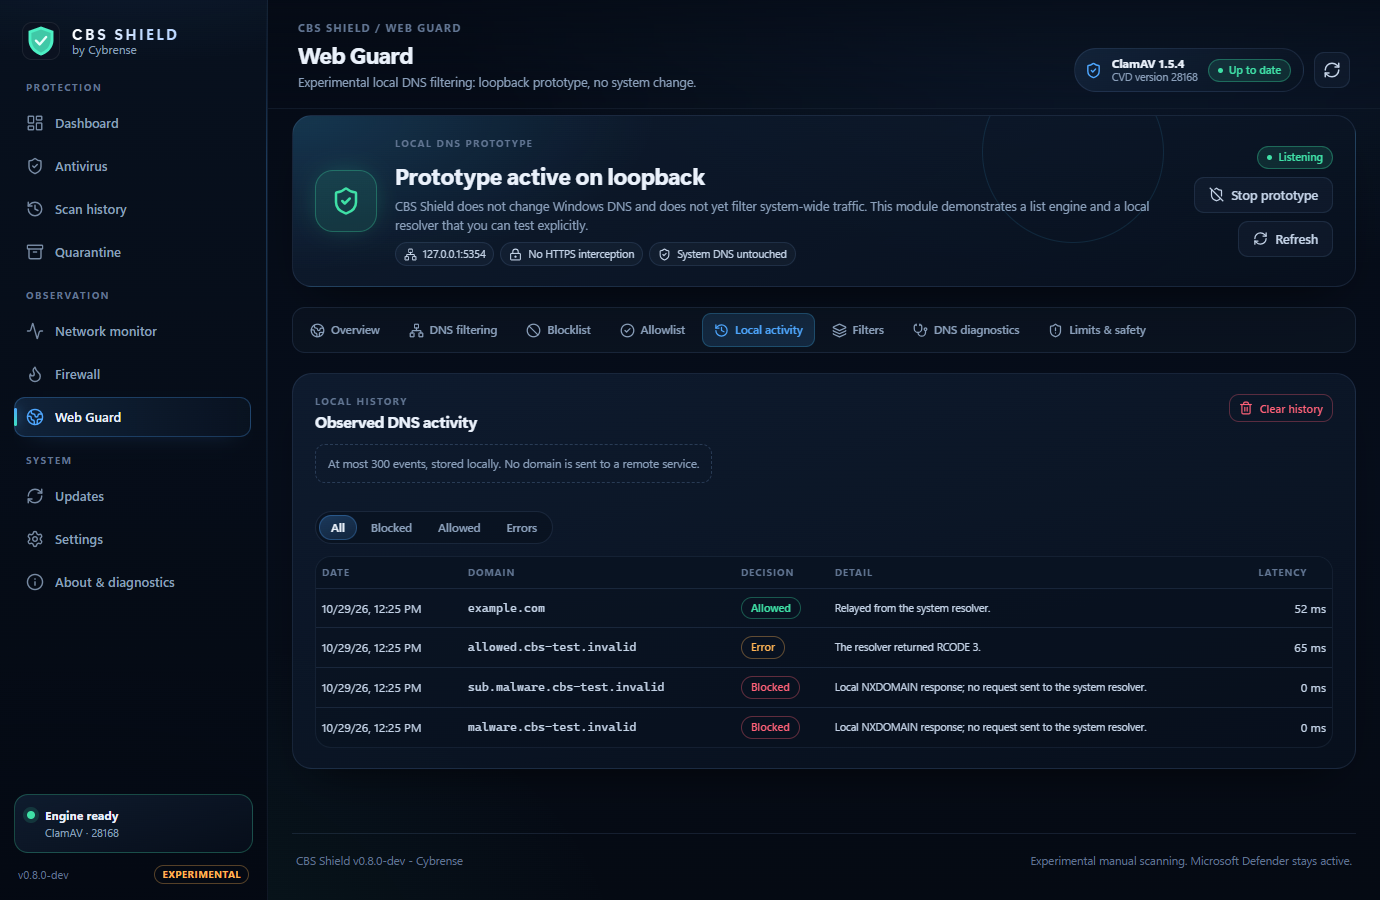 CBS SHIELD
by Cybrense
PROTECTION
Dashboard
Antivirus
Scan history
Quarantine
OBSERVATION
Network monitor
Firewall
Web Guard
SYSTEM
Updates
Settings
About & diagnostics
Engine ready
ClamAV · 28168
v0.8.0-dev
EXPERIMENTAL
CBS SHIELD / WEB GUARD
Web Guard
Experimental local DNS filtering: loopback prototype, no system change.
ClamAV 1.5.4
CVD version 28168
Up to date
LOCAL DNS PROTOTYPE
Prototype active on loopback
CBS Shield does not change Windows DNS and does not yet filter system-wide traffic. This module demonstrates a list engine and a local
resolver that you can test explicitly.
127.0.0.1:5354
No HTTPS interception
System DNS untouched
Listening
Stop prototype
Refresh
Overview
DNS filtering
Blocklist
Allowlist
Local activity
Filters
DNS diagnostics
Limits & safety
LOCAL HISTORY
Observed DNS activity
Clear history
At most 300 events, stored locally. No domain is sent to a remote service.
All
Blocked
Allowed
Errors
DATE DOMAIN DECISION DETAIL LATENCY
10/29/26, 12:25 PM example.com Allowed Relayed from the system resolver. 52 ms
10/29/26, 12:25 PM allowed.cbs-test.invalid Error The resolver returned RCODE 3. 65 ms
10/29/26, 12:25 PM sub.malware.cbs-test.invalid Blocked Local NXDOMAIN response; no request sent to the system resolver. 0 ms
10/29/26, 12:25 PM malware.cbs-test.invalid Blocked Local NXDOMAIN response; no request sent to the system resolver. 0 ms
CBS Shield v0.8.0-dev - Cybrense
Experimental manual scanning. Microsoft Defender stays active.